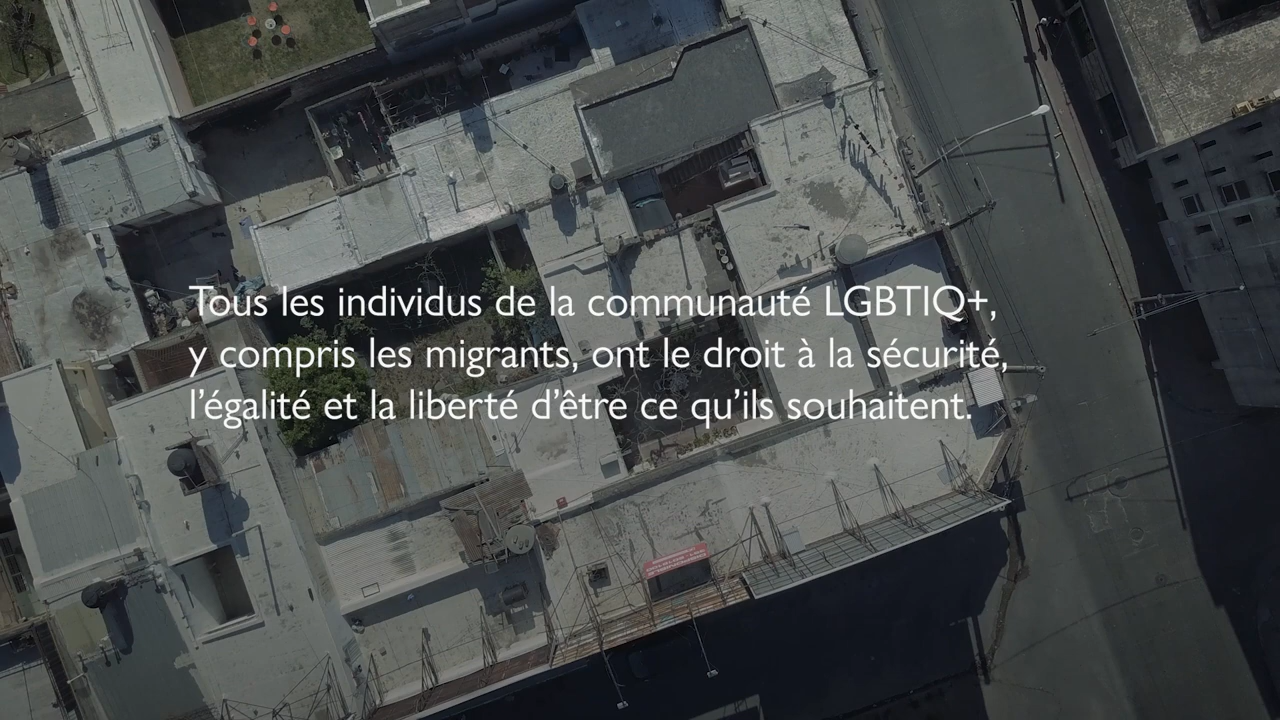 Tous les individus de la communauté LGBTIQ+,
y compris les migrants, ont le droit à la sécurité,
l’égalité et la liberté d’être ce qu’ils souhaitent.